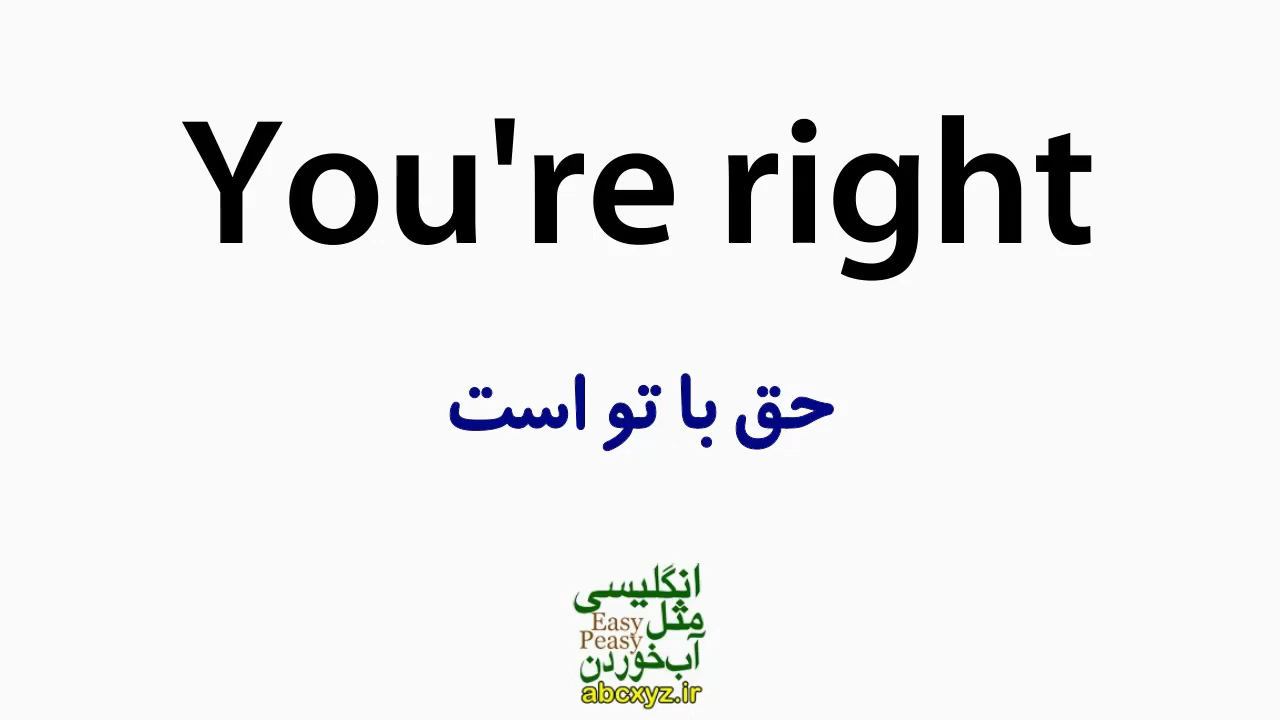 You're right
حق با تو است
انگلیسی
مثل Easy
Peasy
آب‌خوردن
abcxyz.ir